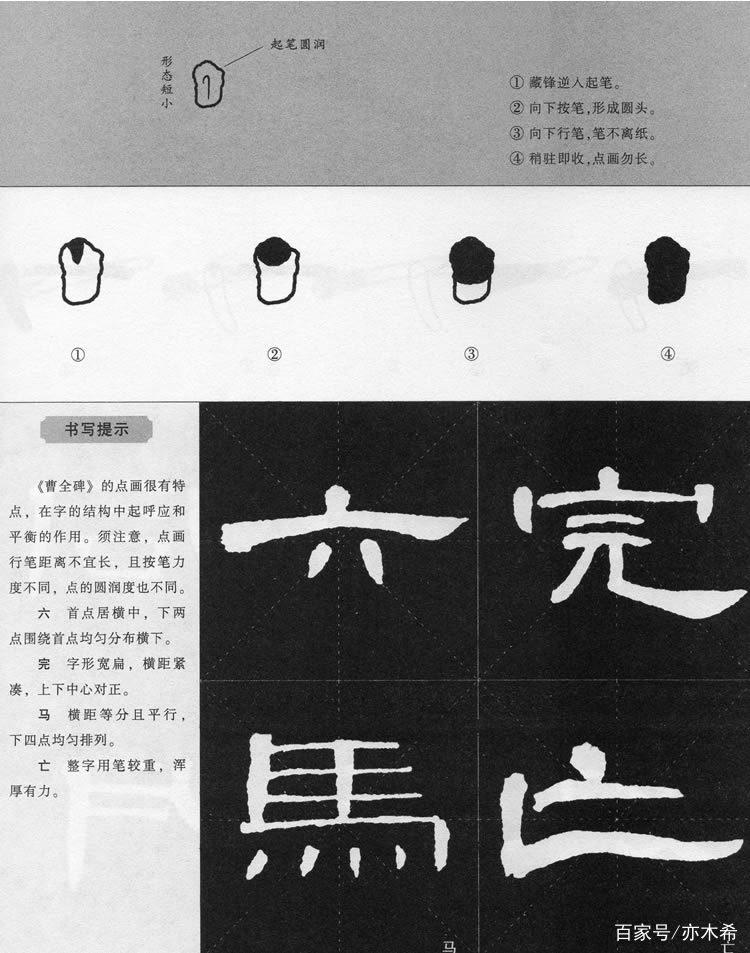 起笔圆润
形态短小
① 藏锋逆入起笔。
② 向下按笔,形成圆头。
③ 向下行笔,笔不离纸。
④ 稍驻即收,点画勿长。
① ② ③ ④
书写提示
《曹全碑》的点画很有特
点，在字的结构中起呼应和
平衡的作用。须注意，点画
行笔距离不宜长，且按笔力
度不同，点的圆润度也不同。
六 首点居横中，下两
点围绕首点均匀分布横下。
完 字形宽扁，横距紧
凑，上下中心对正。
马 横距等分且平行，
下四点均匀排列。
亡 整字用笔较重，浑
厚有力。
六 完
馬 亡
马 亡
百家号/亦木希